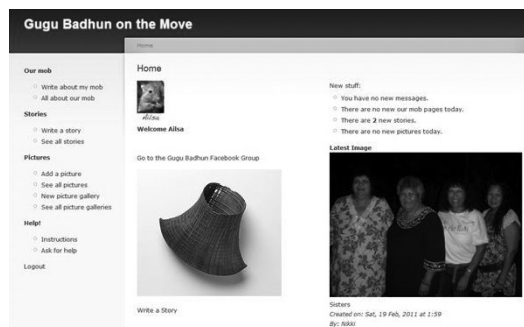 Gugu Badhun on the Move
Home
Our mob
Write about my mob
All about our mob
Stories
Write a story
See all stories
Pictures
Add a picture
See all pictures
New picture gallery
See all picture galleries
Help!
Instructions
Ask for help
Logout
Home
Ailsa
Welcome Ailsa
Go to the Gugu Badhun Facebook Group
Write a Story
New stuff:
You have no new messages.
There are no new our mob pages today.
There are 2 new stories.
There are no new pictures today.
Latest Image
Sisters
Created on: Sat, 19 Feb, 2011 at 1:59
By: Nikki